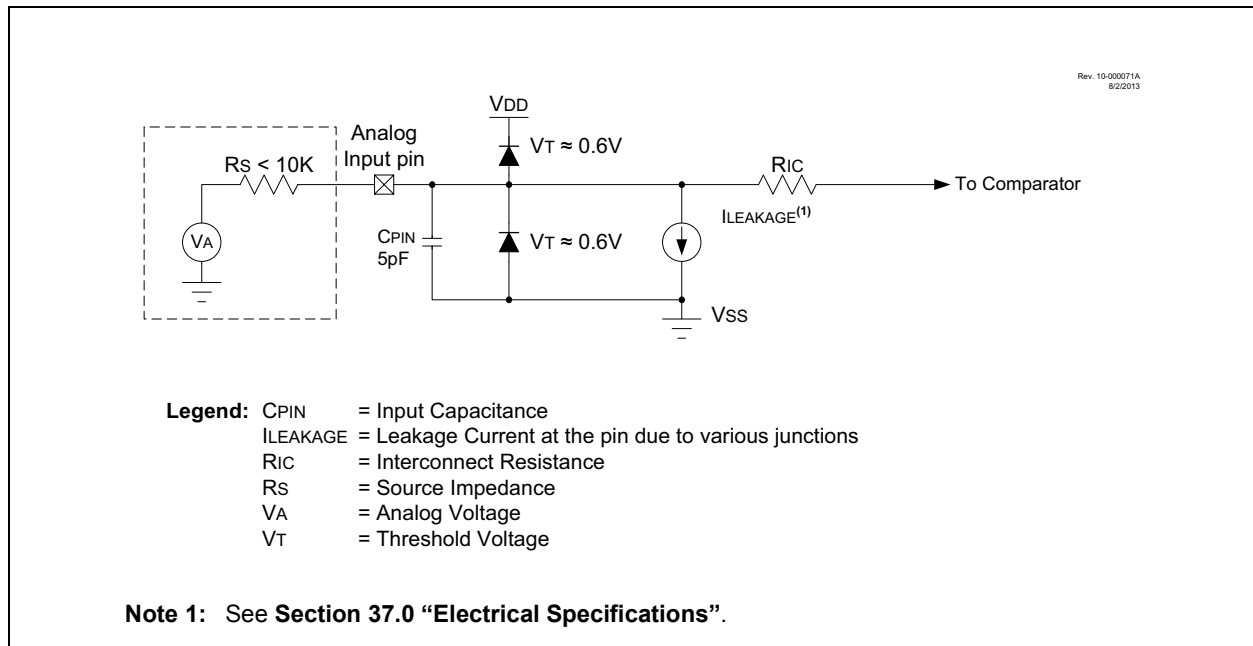 Rev. 10-000071A
8/2/2013
VDD
Analog
Input pin
VT ≈ 0.6V
RS < 10K
RIC
To Comparator
ILEAKAGE(1)
VA
CPIN
5pF
VT ≈ 0.6V
VSS
Legend: CPIN = Input Capacitance
ILEAKAGE = Leakage Current at the pin due to various junctions
RIC = Interconnect Resistance
RS = Source Impedance
VA = Analog Voltage
VT = Threshold Voltage
Note 1: See Section 37.0 “Electrical Specifications”.